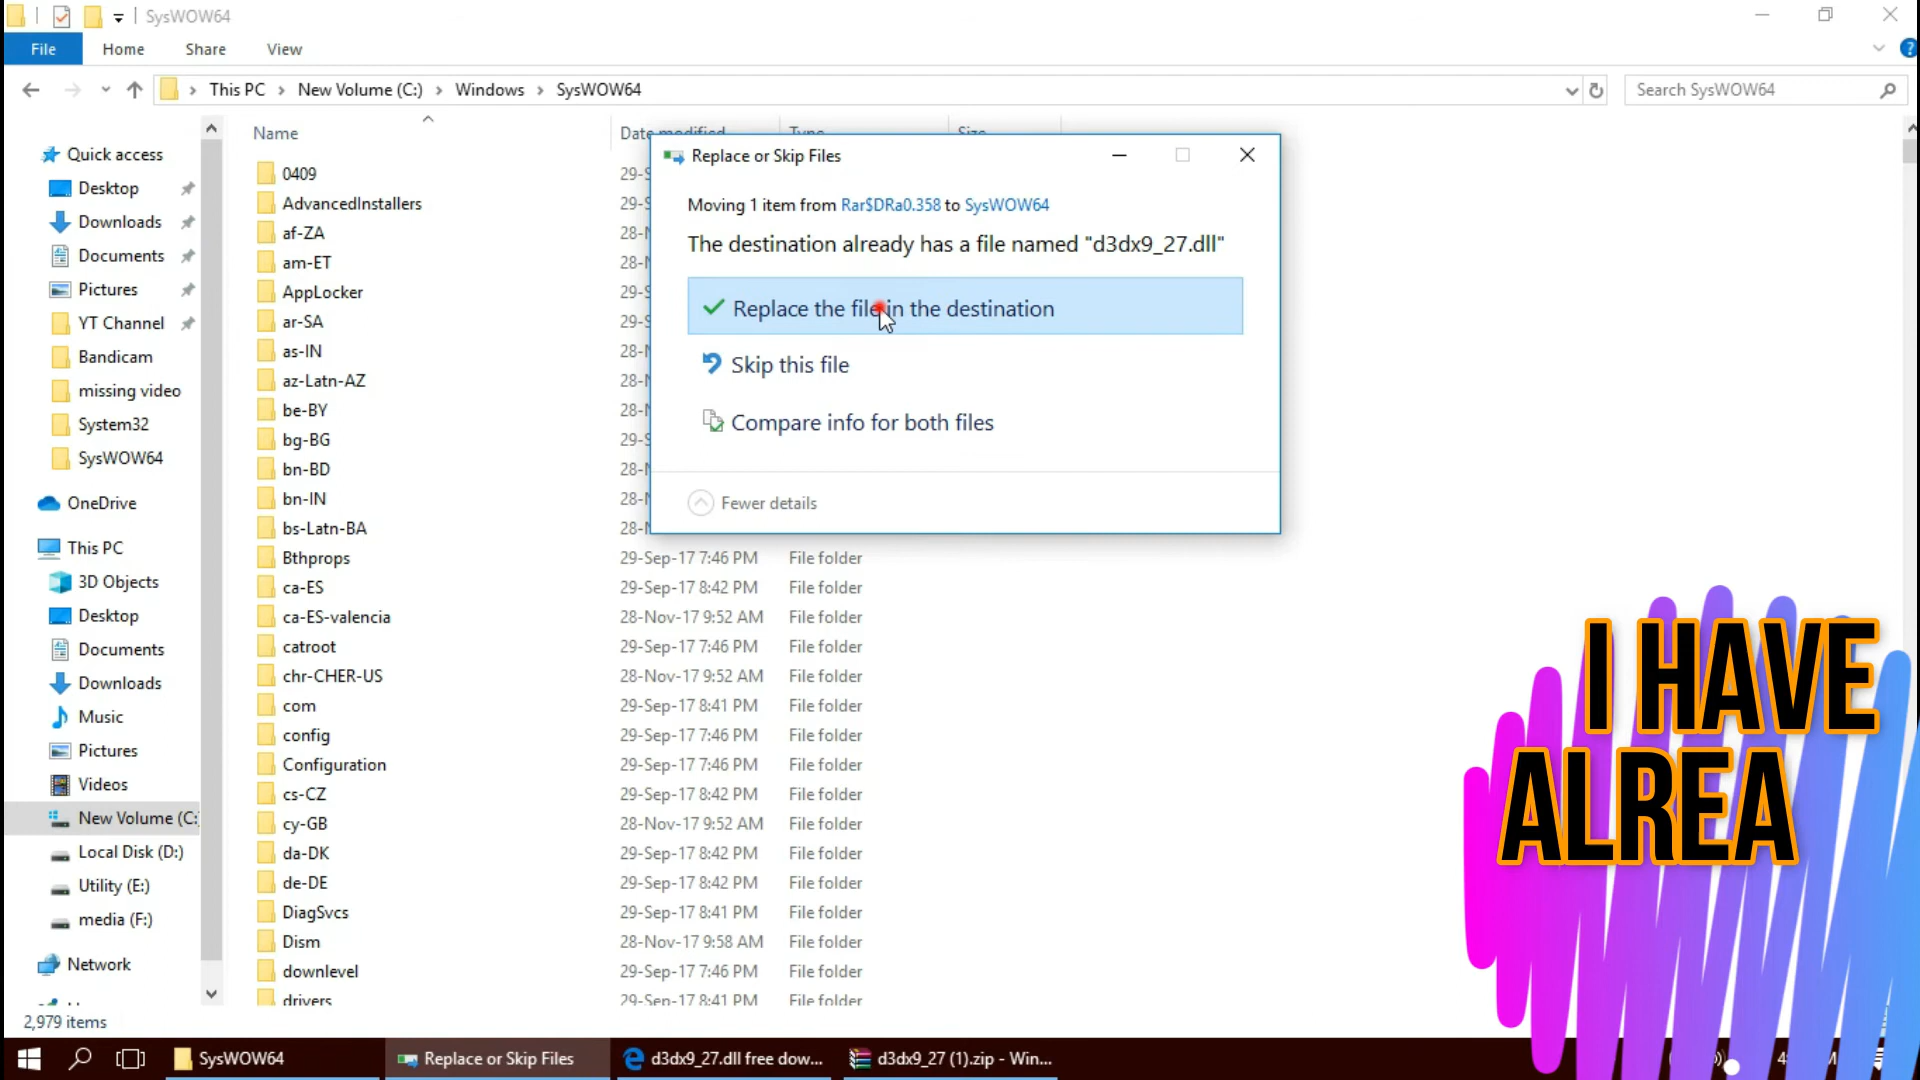 SysWOW64
File
Home
Share
View
This PC
New Volume (C:)
Windows
SysWOW64
Search SysWOW64
Quick access
Desktop
Downloads
Documents
Pictures
YT Channel
Bandicam
missing video
System32
SysWOW64
OneDrive
This PC
3D Objects
Desktop
Documents
Downloads
Music
Pictures
Videos
New Volume (C:
Local Disk (D:)
Utility (E:)
media (F:)
Network
2,979 items
Name
Date modified
Type
Size
0409
AdvancedInstallers
af-ZA
am-ET
AppLocker
ar-SA
as-IN
az-Latn-AZ
be-BY
bg-BG
bn-BD
bn-IN
bs-Latn-BA
Bthprops 29-Sep-17 7:46 PM File folder
ca-ES 29-Sep-17 8:42 PM File folder
ca-ES-valencia 28-Nov-17 9:52 AM File folder
catroot 29-Sep-17 7:46 PM File folder
chr-CHER-US 28-Nov-17 9:52 AM File folder
com 29-Sep-17 8:41 PM File folder
config 29-Sep-17 7:46 PM File folder
Configuration 29-Sep-17 7:46 PM File folder
cs-CZ 29-Sep-17 8:42 PM File folder
cy-GB 28-Nov-17 9:52 AM File folder
da-DK 29-Sep-17 8:42 PM File folder
de-DE 29-Sep-17 8:42 PM File folder
DiagSvcs 29-Sep-17 8:41 PM File folder
Dism 28-Nov-17 9:58 AM File folder
downlevel 29-Sep-17 7:46 PM File folder
drivers 29-Sep-17 8:41 PM File folder
Replace or Skip Files
Moving 1 item from Rar$DRa0.358 to SysWOW64
The destination already has a file named "d3dx9_27.dll"
Replace the file in the destination
Skip this file
Compare info for both files
Fewer details
I HAVE
ALREA
SysWOW64
Replace or Skip Files
d3dx9_27.dll free dow...
d3dx9_27 (1).zip - Win...